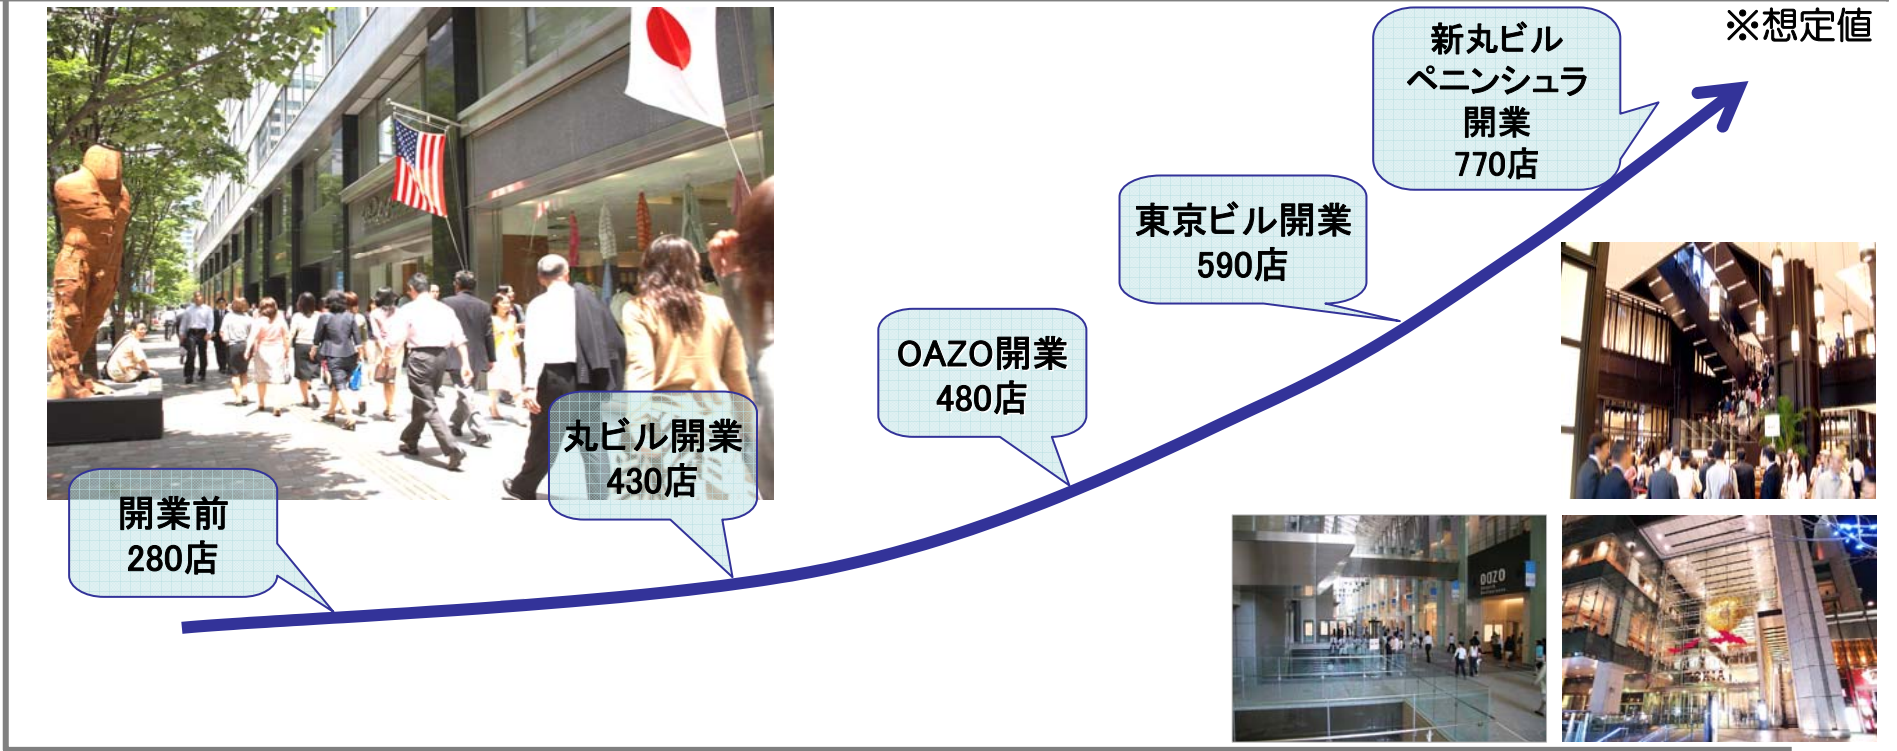 ※想定値
新丸ビル
ペニンシュラ
開業
770店
東京ビル開業
590店
OAZO開業
480店
丸ビル開業
430店
開業前
280店
OAZO